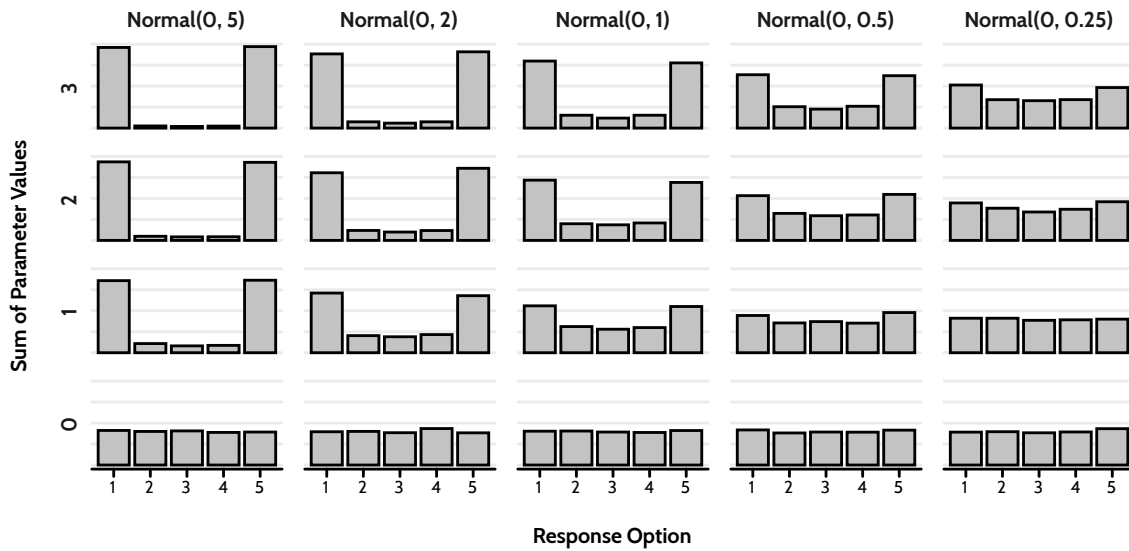 Normal(0, 5) Normal(0, 2) Normal(0, 1) Normal(0, 0.5) Normal(0, 0.25)
Sum of Parameter Values
3
2
1
0
1 2 3 4 5 1 2 3 4 5 1 2 3 4 5 1 2 3 4 5 1 2 3 4 5
Response Option